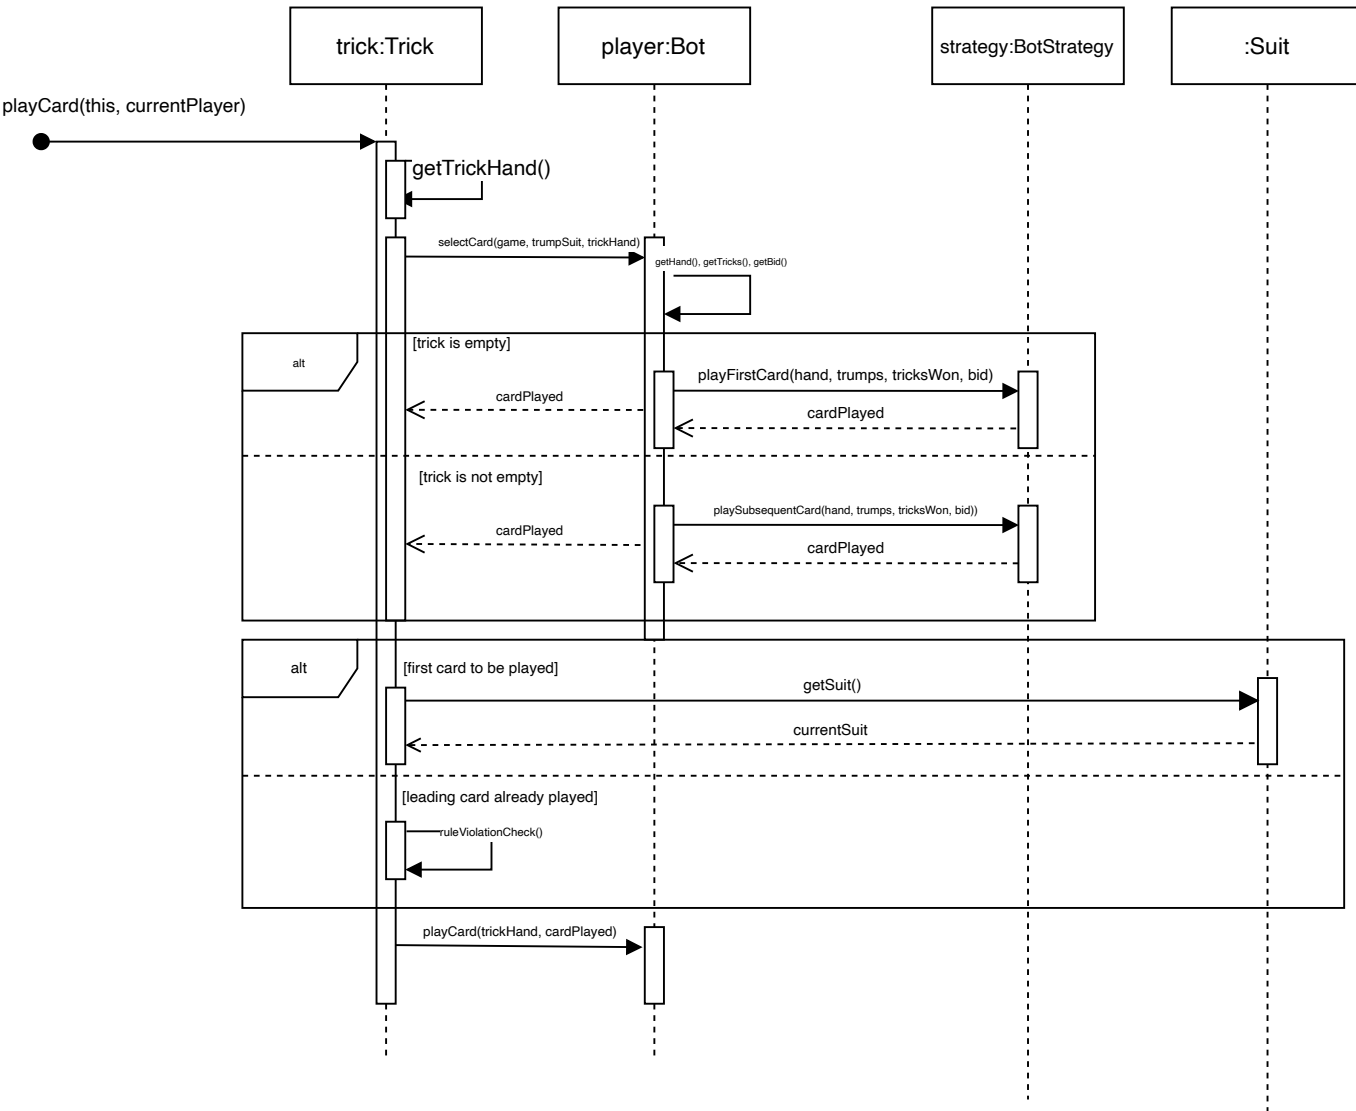 trick:Trick
player:Bot
strategy:BotStrategy
:Suit
playCard(this, currentPlayer)
getTrickHand()
selectCard(game, trumpSuit, trickHand)
getHand(), getTricks(), getBid()
alt
[trick is empty]
playFirstCard(hand, trumps, tricksWon, bid)
cardPlayed
cardPlayed
[trick is not empty]
playSubsequentCard(hand, trumps, tricksWon, bid))
cardPlayed
cardPlayed
alt
[first card to be played]
getSuit()
currentSuit
[leading card already played]
ruleViolationCheck()
playCard(trickHand, cardPlayed)